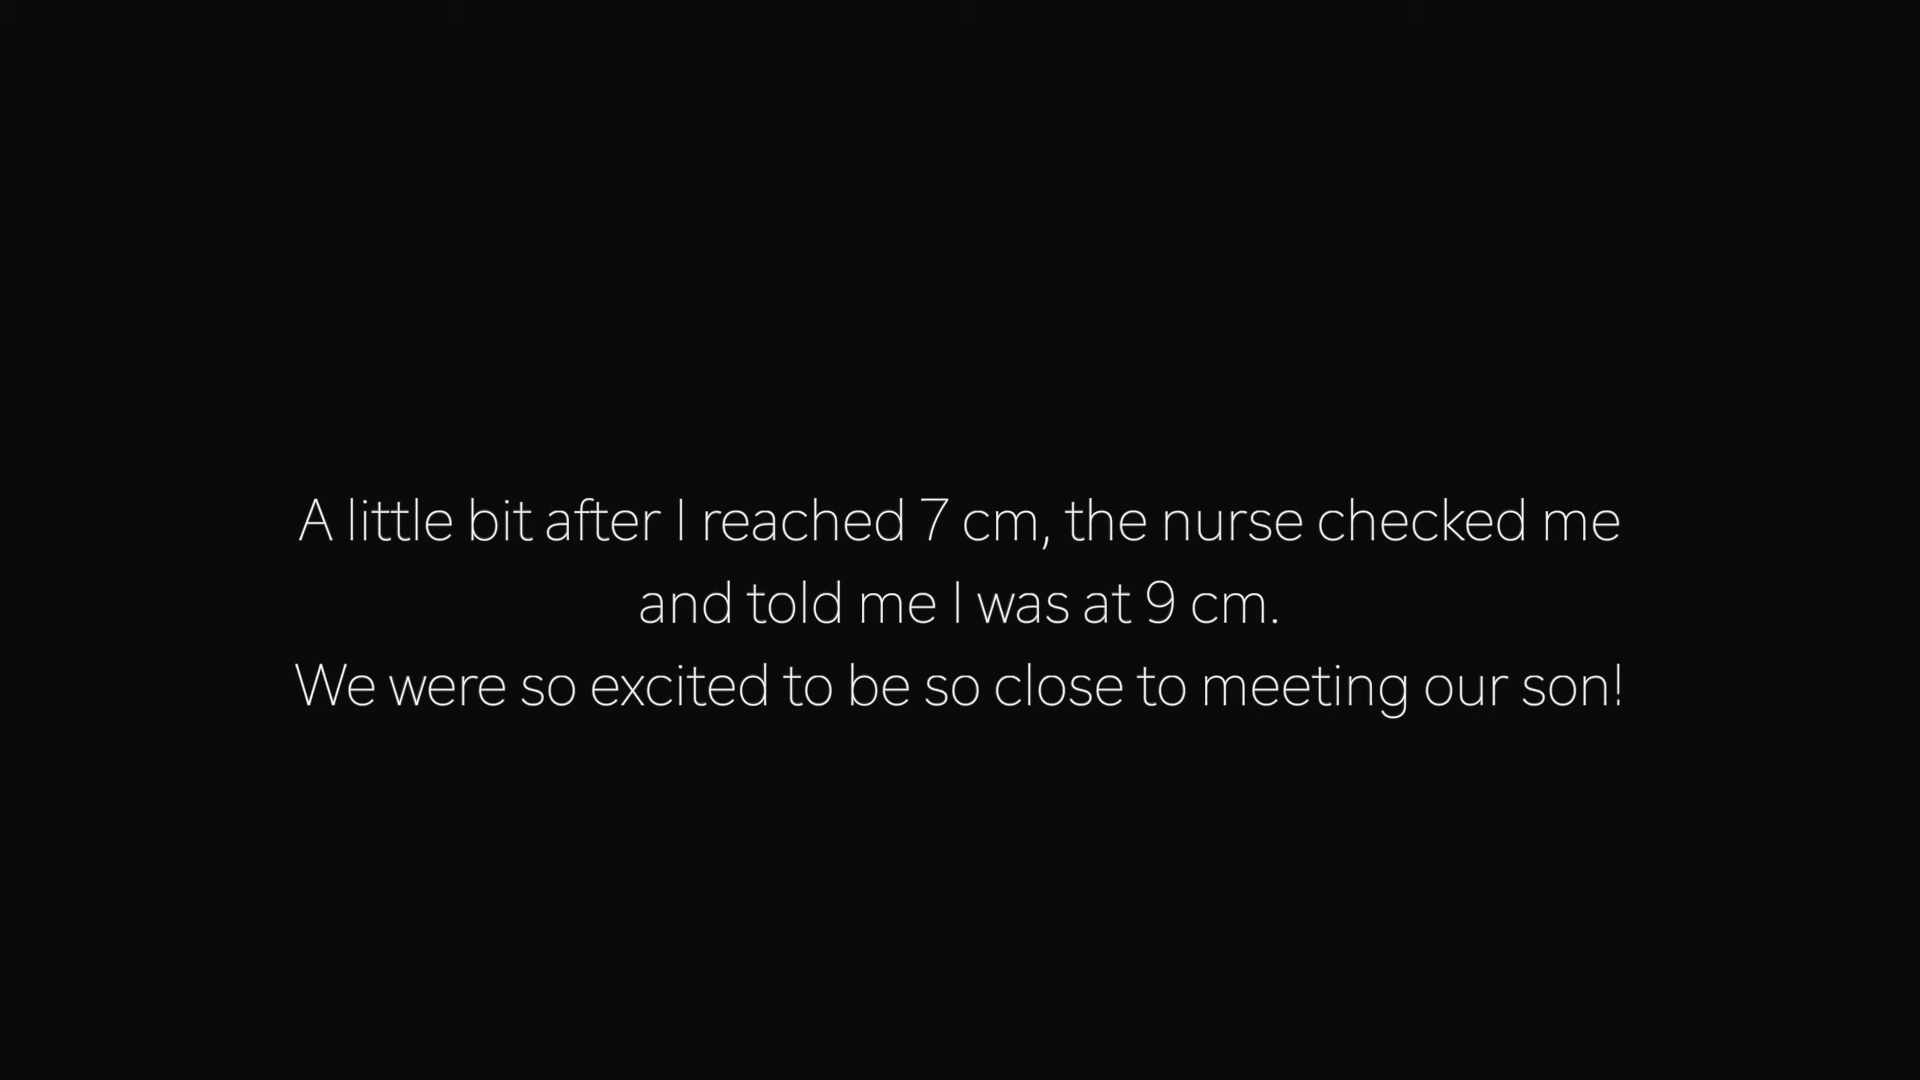 A little bit after I reached 7 cm, the nurse checked me
and told me I was at 9 cm.
We were so excited to be so close to meeting our son!